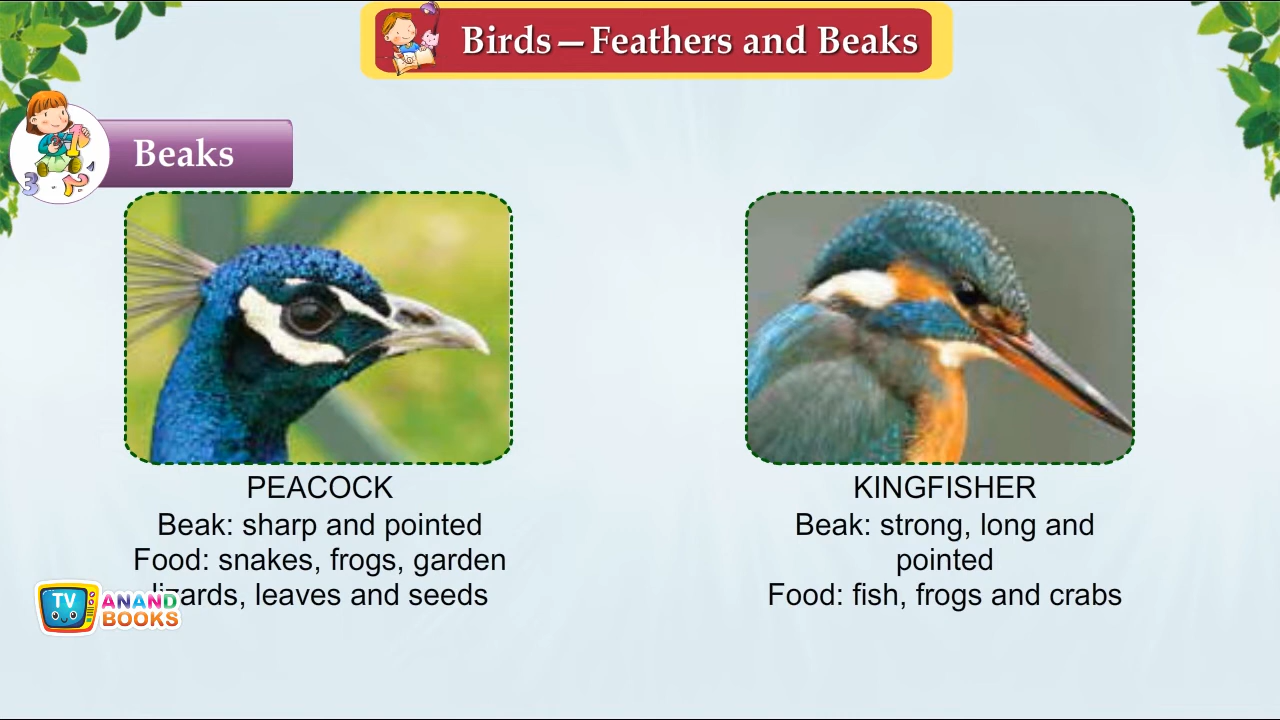 Birds — Feathers and Beaks
Beaks
PEACOCK
Beak: sharp and pointed
Food: snakes, frogs, garden
lizards, leaves and seeds
KINGFISHER
Beak: strong, long and
pointed
Food: fish, frogs and crabs
TV
ANAND
BOOKS